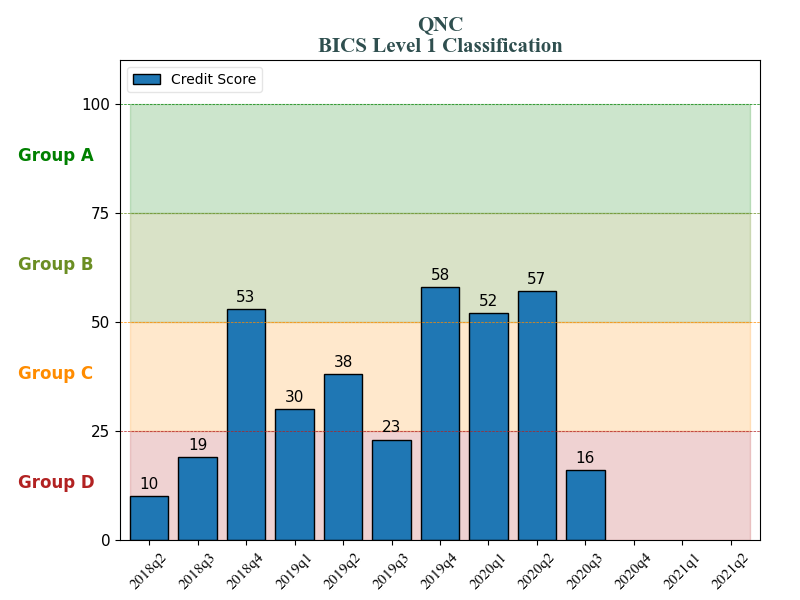 QNC
BICS Level 1 Classification
Credit Score
100
Group A
75
Group B
58
57
53
52
50
38
Group C
30
25
23
19
16
Group D
10
0
2018q2 2018q3 2018q4 2019q1 2019q2 2019q3 2019q4 2020q1 2020q2 2020q3 2020q4 2021q1 2021q2